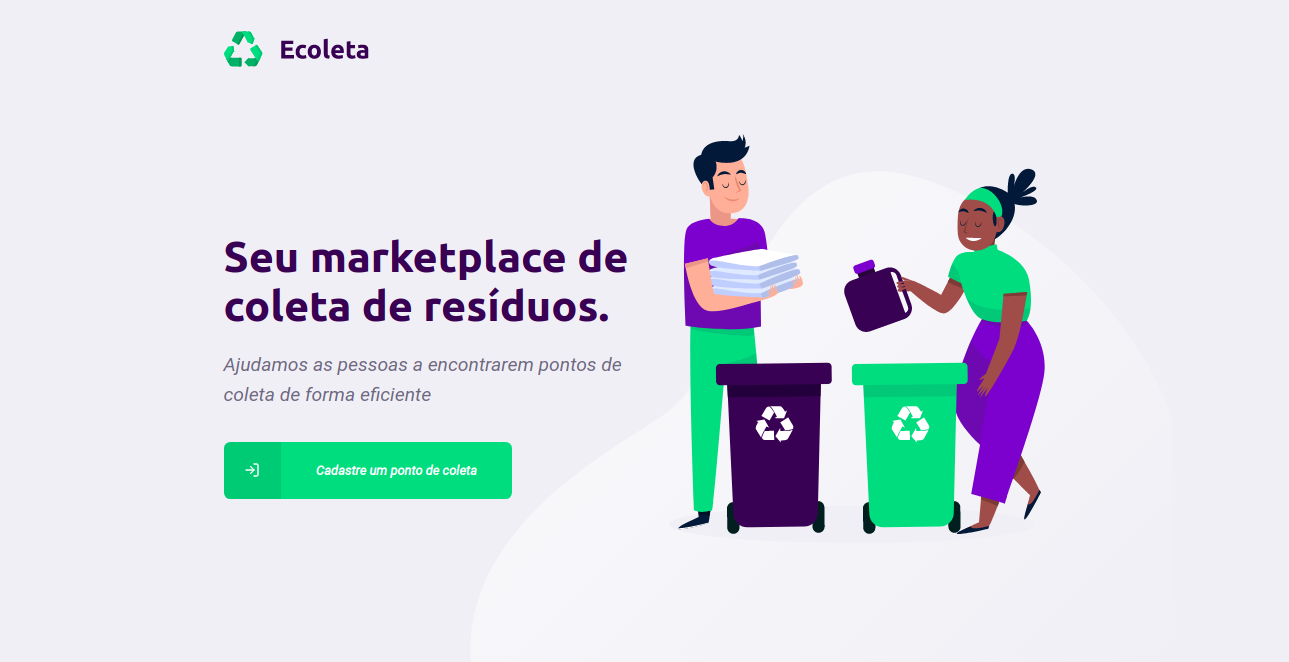 Ecoleta
Seu marketplace de
coleta de resíduos.
Ajudamos as pessoas a encontrarem pontos de
coleta de forma eficiente
Cadastre um ponto de coleta